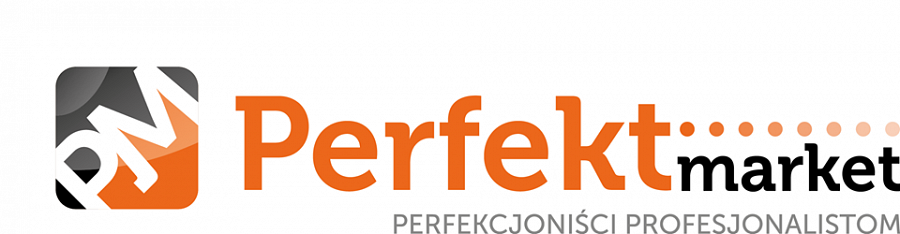 PM
Perfekt
market
PERFEKCJONIŚCI PROFESJONALISTOM